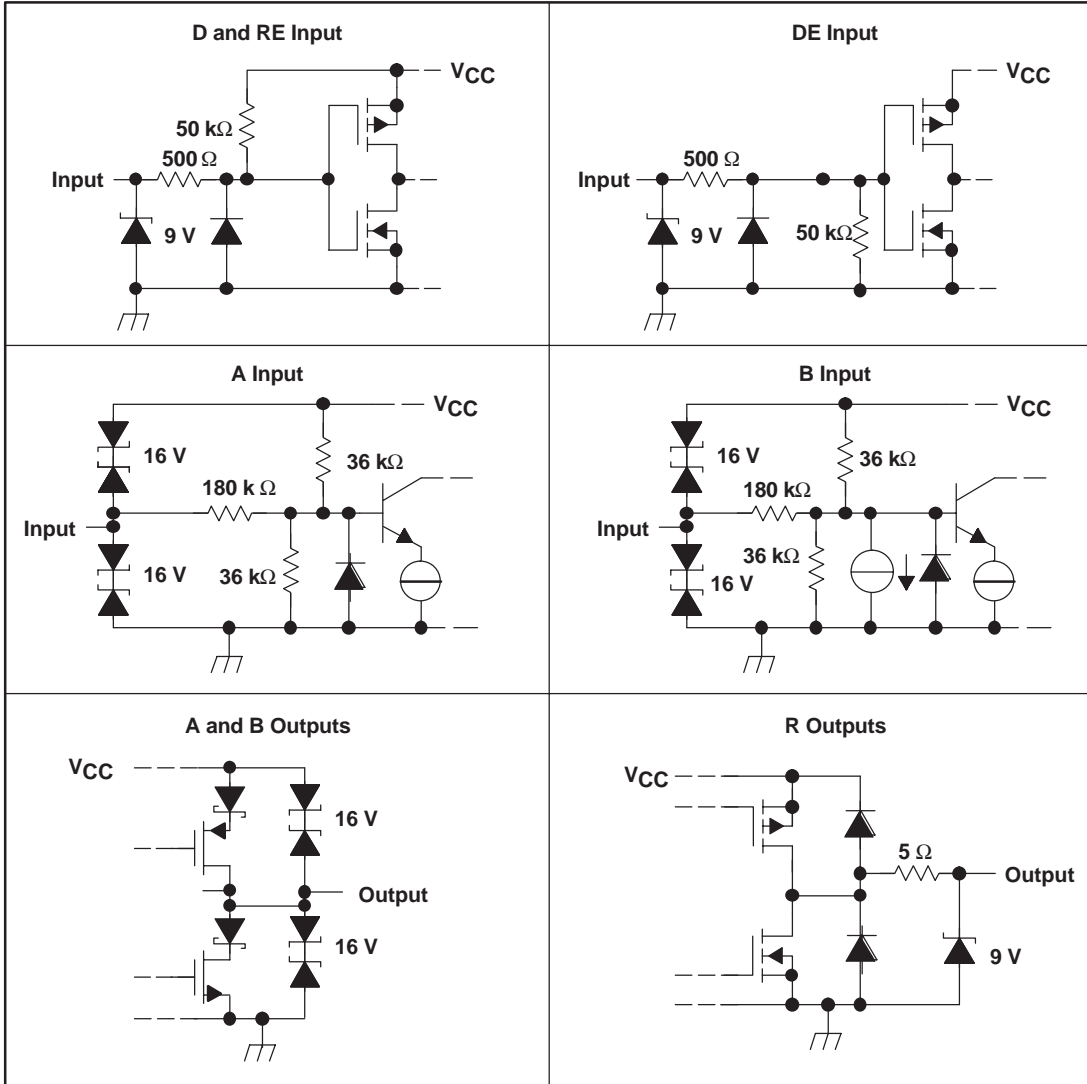 D and RE Input
VCC
50 kΩ
500 Ω
Input
9 V
DE Input
VCC
500 Ω
Input
9 V
50 kΩ
A Input
VCC
16 V
36 kΩ
180 k Ω
Input
36 kΩ
16 V
B Input
VCC
16 V
36 kΩ
180 kΩ
Input
36 kΩ
16 V
A and B Outputs
VCC
16 V
Output
16 V
R Outputs
VCC
5 Ω
Output
9 V